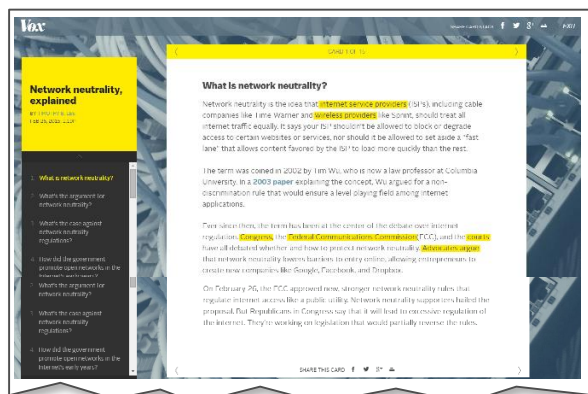 Vox
SHARE CARD STACK
NEXT
CARD 1 OF 15
Network neutrality,
explained
What is network neutrality?
Network neutrality is the idea that internet service providers (ISPs), including cable
companies like Time Warner and wireless providers like Sprint, should treat all
internet traffic equally. It says your ISP shouldn't be allowed to block or degrade
access to certain websites or services, nor should it be allowed to set aside a "fast
lane" that allows content favored by the ISP to load more quickly than the rest.
The term was coined in 2002 by Tim Wu, who is now a law professor at Columbia
University. In a 2003 paper explaining the concept, Wu argued for a non-
discrimination rule that would ensure a level playing field among internet
applications.
Ever since then, the term has been at the center of the debate over internet
regulation. Congress, the Federal Communications Commission (FCC), and the courts
have all debated whether and how to protect network neutrality. Advocates argue
that network neutrality lowers barriers to entry online, allowing entrepreneurs to
create new companies like Google, Facebook, and Dropbox.
On February 26, the FCC approved new, stronger network neutrality rules that
regulate internet access like a public utility. Network neutrality supporters hailed the
proposal. But Republicans in Congress say that it will lead to excessive regulation of
the internet. They're working on legislation that would partially reverse the rules.
1 What is network neutrality?
2 What's the argument for
network neutrality?
3 What's the case against
network neutrality
regulations?
4 How did the government
promote open networks in the
internet's early years?
2 What's the argument for
network neutrality?
3 What's the case against
network neutrality
regulations?
4 How did the government
promote open networks in the
internet's early years?
SHARE THIS CARD